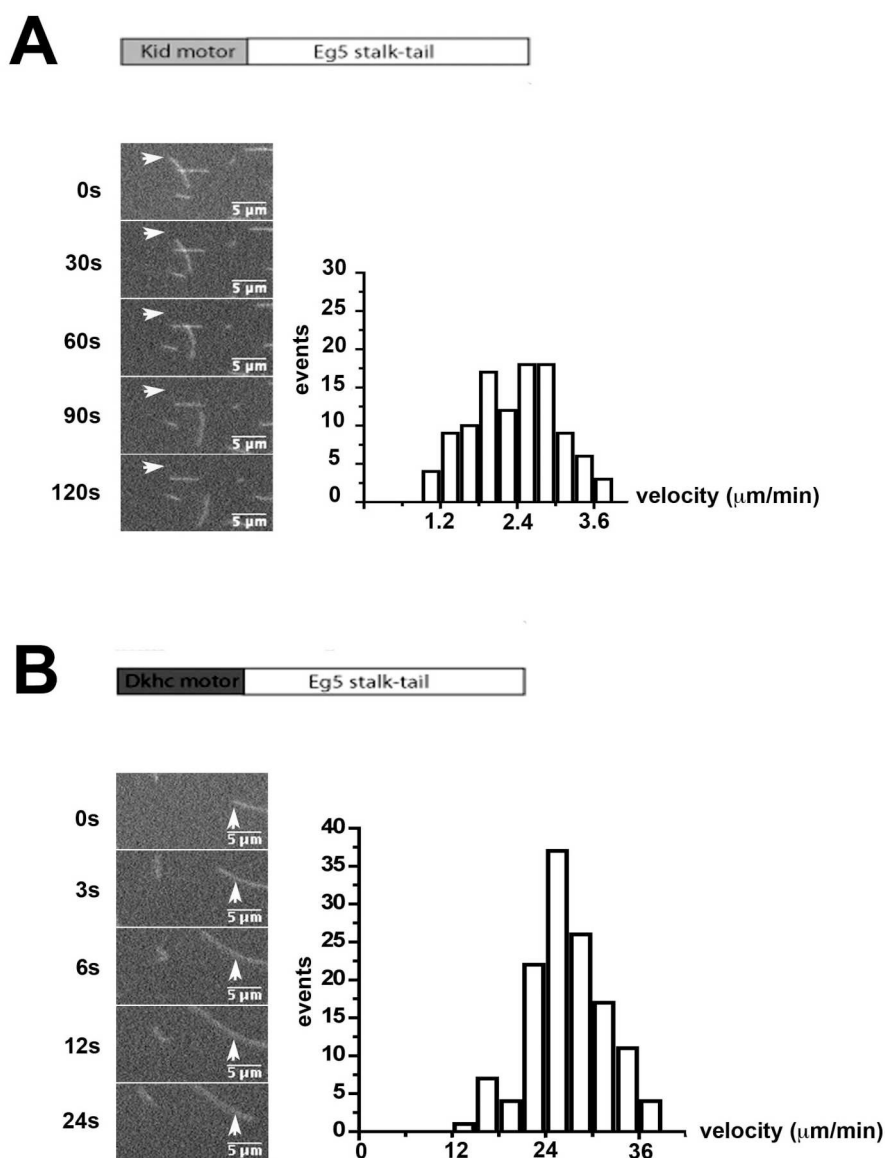 A
Kid motor
Eg5 stalk-tail
0s
5 μm
30s
5 μm
60s
5 μm
90s
5 μm
120s
5 μm
events
30
25
20
15
10
5
0
1.2
2.4
3.6
velocity (μm/min)
B
Dkhc motor
Eg5 stalk-tail
0s
5 μm
3s
5 μm
6s
5 μm
12s
5 μm
24s
5 μm
events
40
35
30
25
20
15
10
5
0
0
12
24
36
velocity (μm/min)